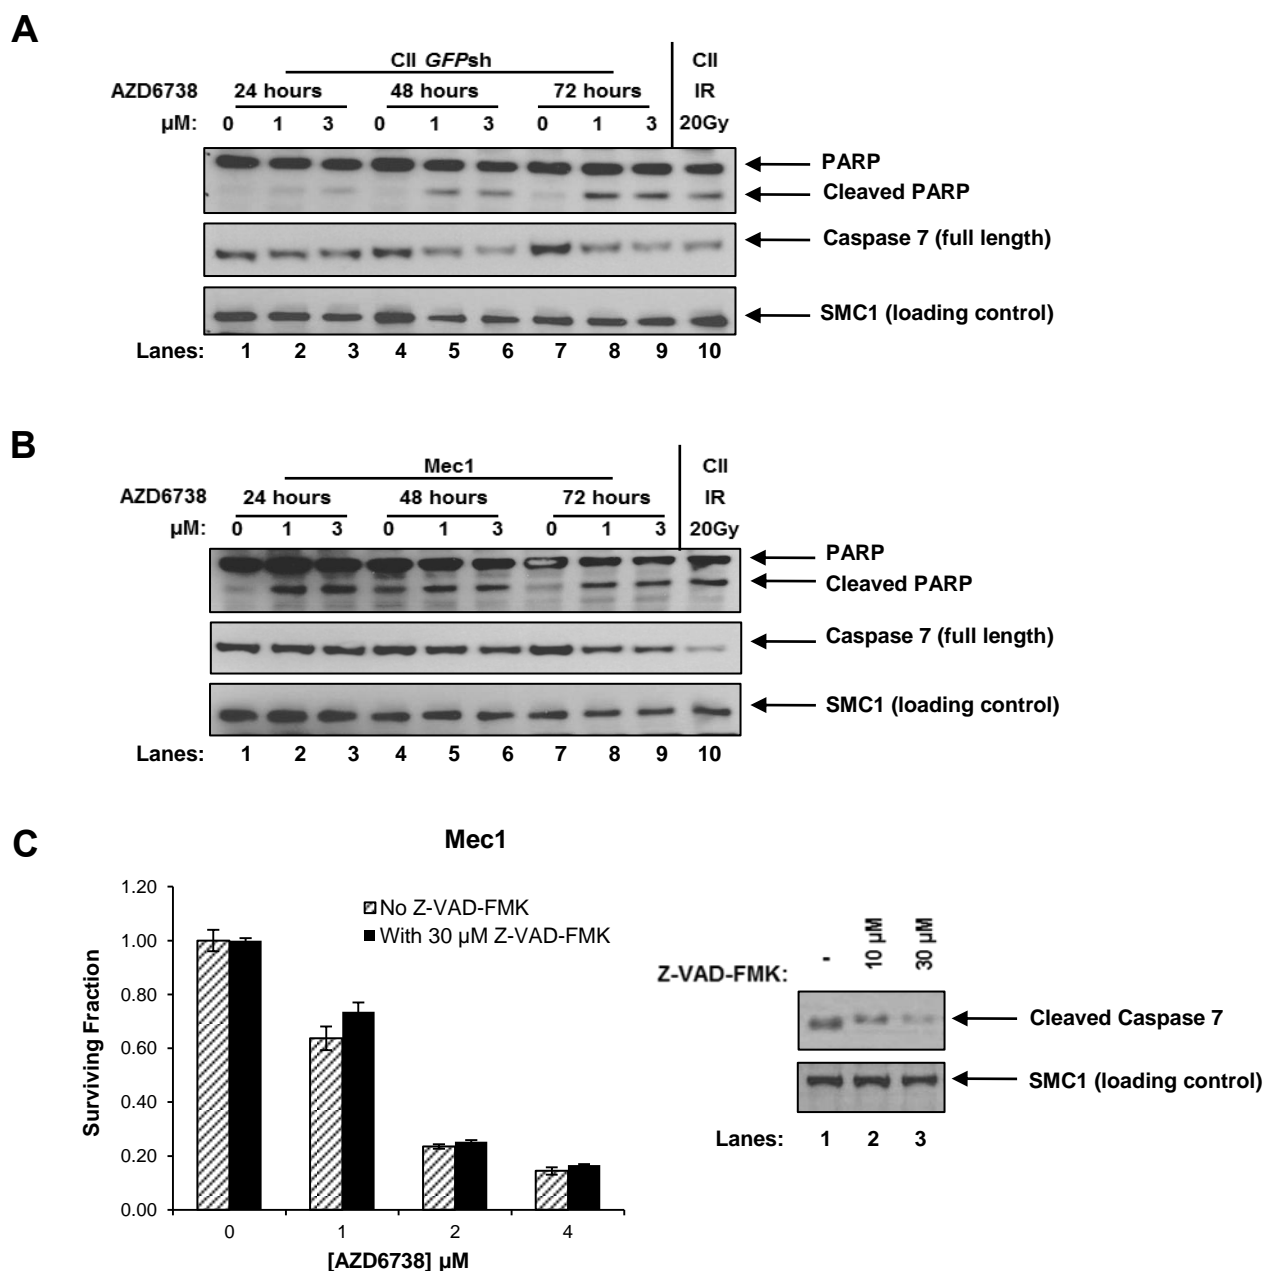 A
CII GFPsh CII
AZD6738 24 hours 48 hours 72 hours IR
µM: 0 1 3 0 1 3 0 1 3 20Gy
PARP
Cleaved PARP
Caspase 7 (full length)
SMC1 (loading control)
Lanes: 1 2 3 4 5 6 7 8 9 10
B
Mec1 CII
AZD6738 24 hours 48 hours 72 hours IR
µM: 0 1 3 0 1 3 0 1 3 20Gy
PARP
Cleaved PARP
Caspase 7 (full length)
SMC1 (loading control)
Lanes: 1 2 3 4 5 6 7 8 9 10
C
Mec1
1.20
1.00
0.80
0.60
0.40
0.20
0.00
Surviving Fraction
No Z-VAD-FMK
With 30 µM Z-VAD-FMK
0 1 2 4
[AZD6738] µM
Z-VAD-FMK: - 10 µM 30 µM
Cleaved Caspase 7
SMC1 (loading control)
Lanes: 1 2 3